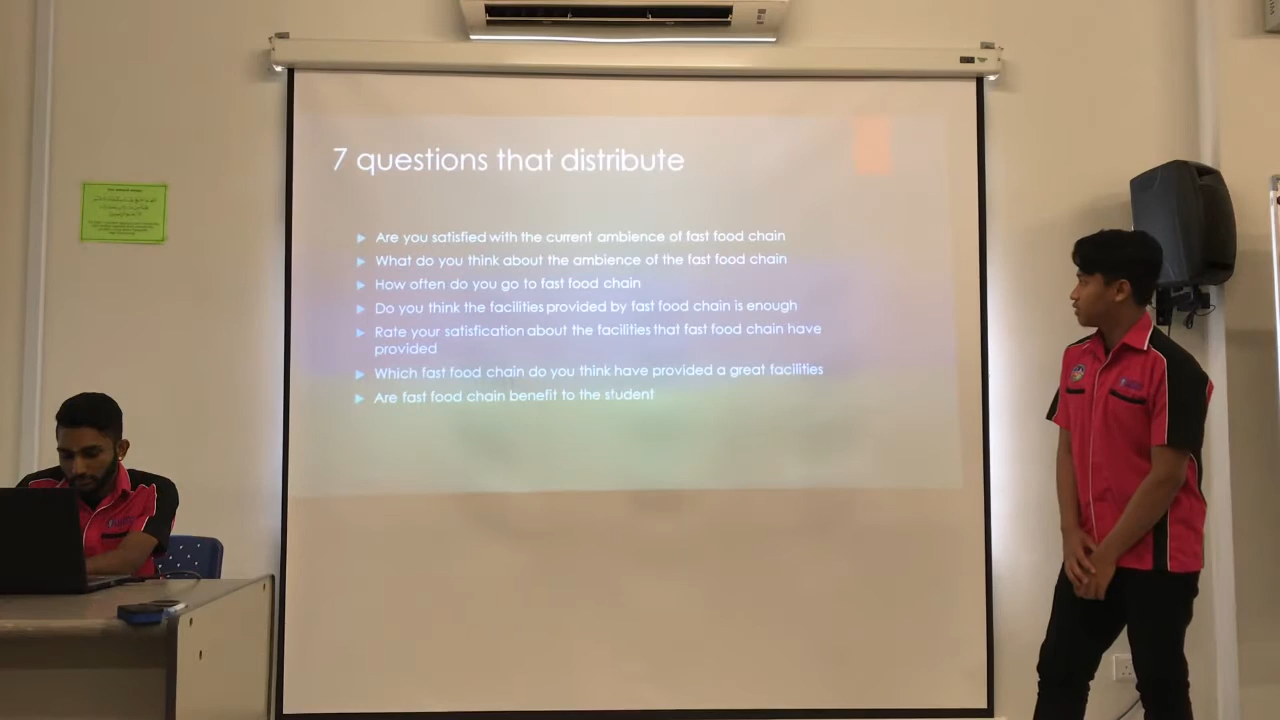 7 questions that distribute
Are you satisfied with the current ambience of fast food chain
What do you think about the ambience of the fast food chain
How often do you go to fast food chain
Do you think the facilities provided by fast food chain is enough
Rate your satisfication about the facilities that fast food chain have
provided
Which fast food chain do you think have provided a great facilities
Are fast food chain benefit to the student